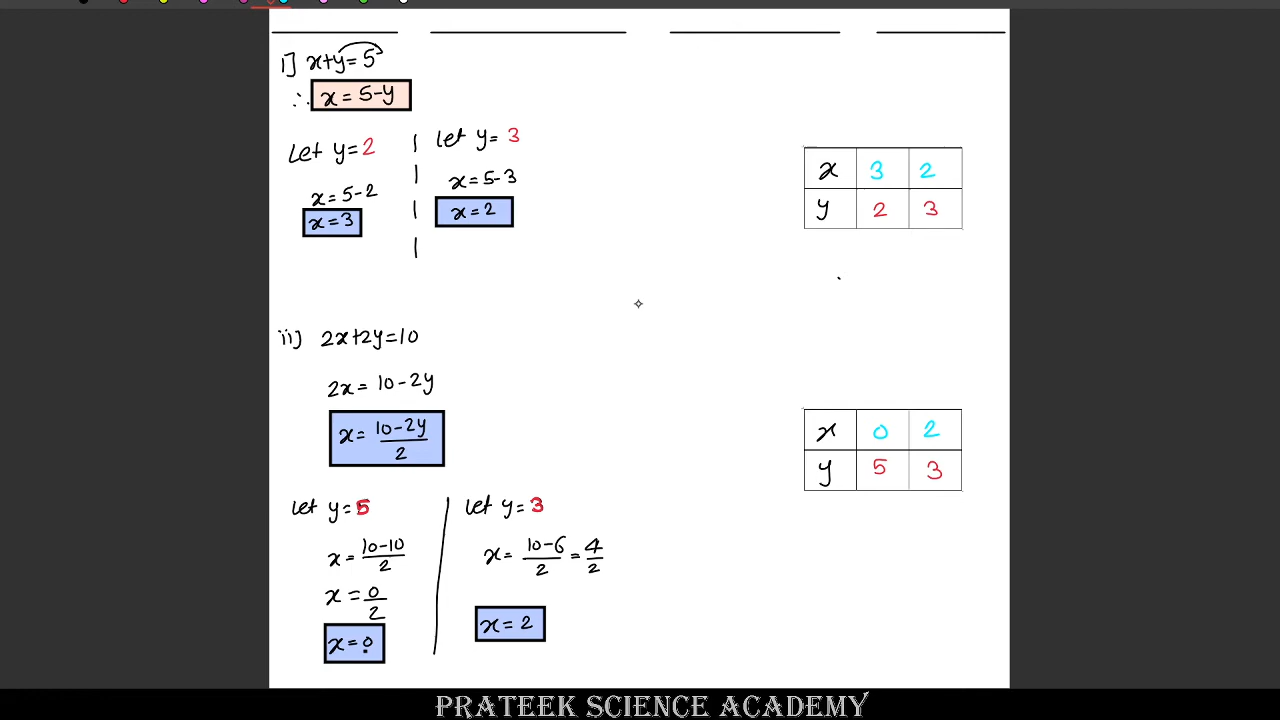 i] x+y=5
∴ x = 5-y
Let y=2
x=5-2
x=3
Let y= 3
x=5-3
x=2
x 3 2
y 2 3
ii] 2x+2y=10
2x= 10-2y
x= 10-2y/2
Let y=5
x= 10-10/2
x = 0/2
x=0
Let y=3
x= 10-6/2 = 4/2
x= 2
x 0 2
y 5 3
PRATEEK SCIENCE ACADEMY